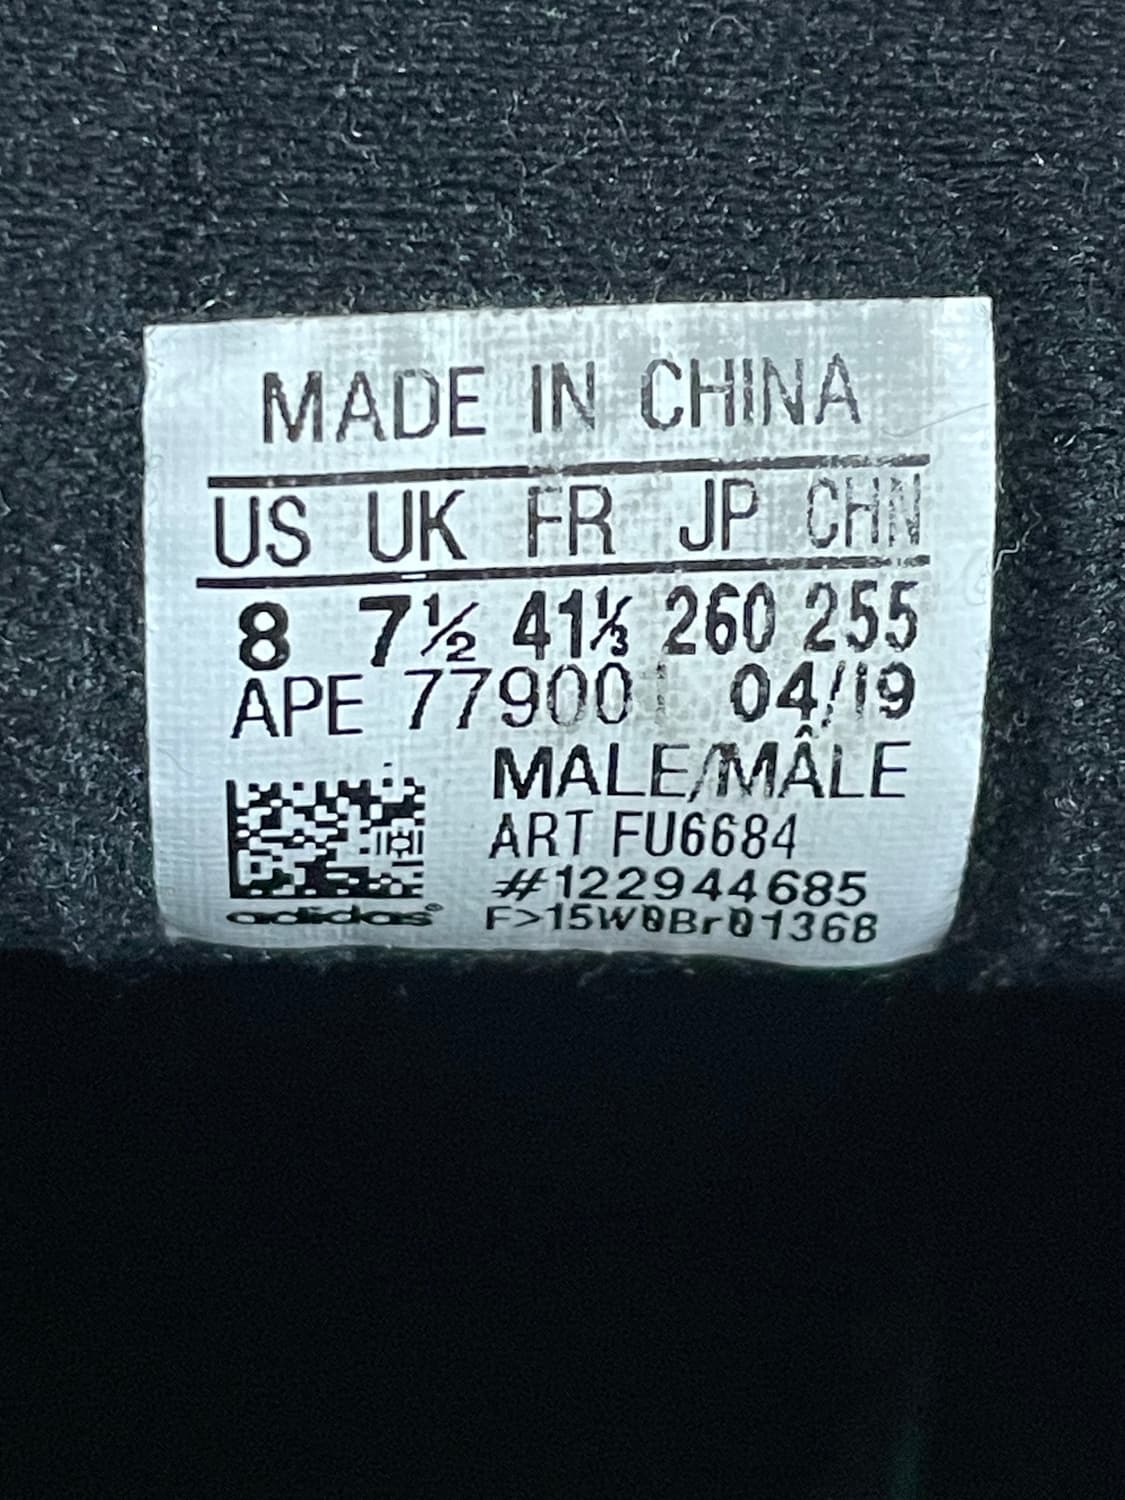 MADE IN CHINA
US UK FR JP CHN
8 7½ 41⅓ 260 255
APE 779001 04/19
MALE/MÂLE
ART FU6684
#122944685
adidas®
F>15W0Br01368